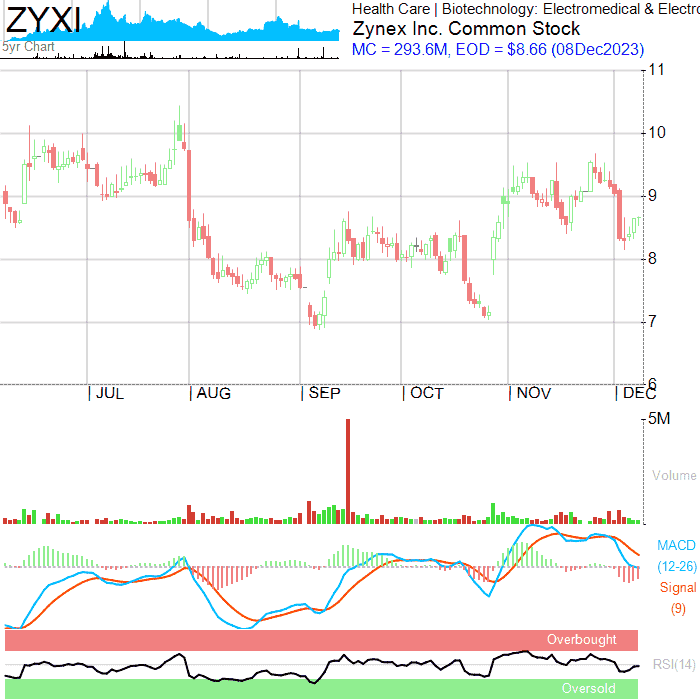 ZYXI
5yr Chart
Health Care | Biotechnology: Electromedical & Electro
Zynex Inc. Common Stock
MC = 293.6M, EOD = $8.66 (08Dec2023)
11
10
9
8
7
6
JUL AUG SEP OCT NOV DEC
5M
Volume
MACD
(12-26)
Signal
(9)
Overbought
RSI(14)
Oversold